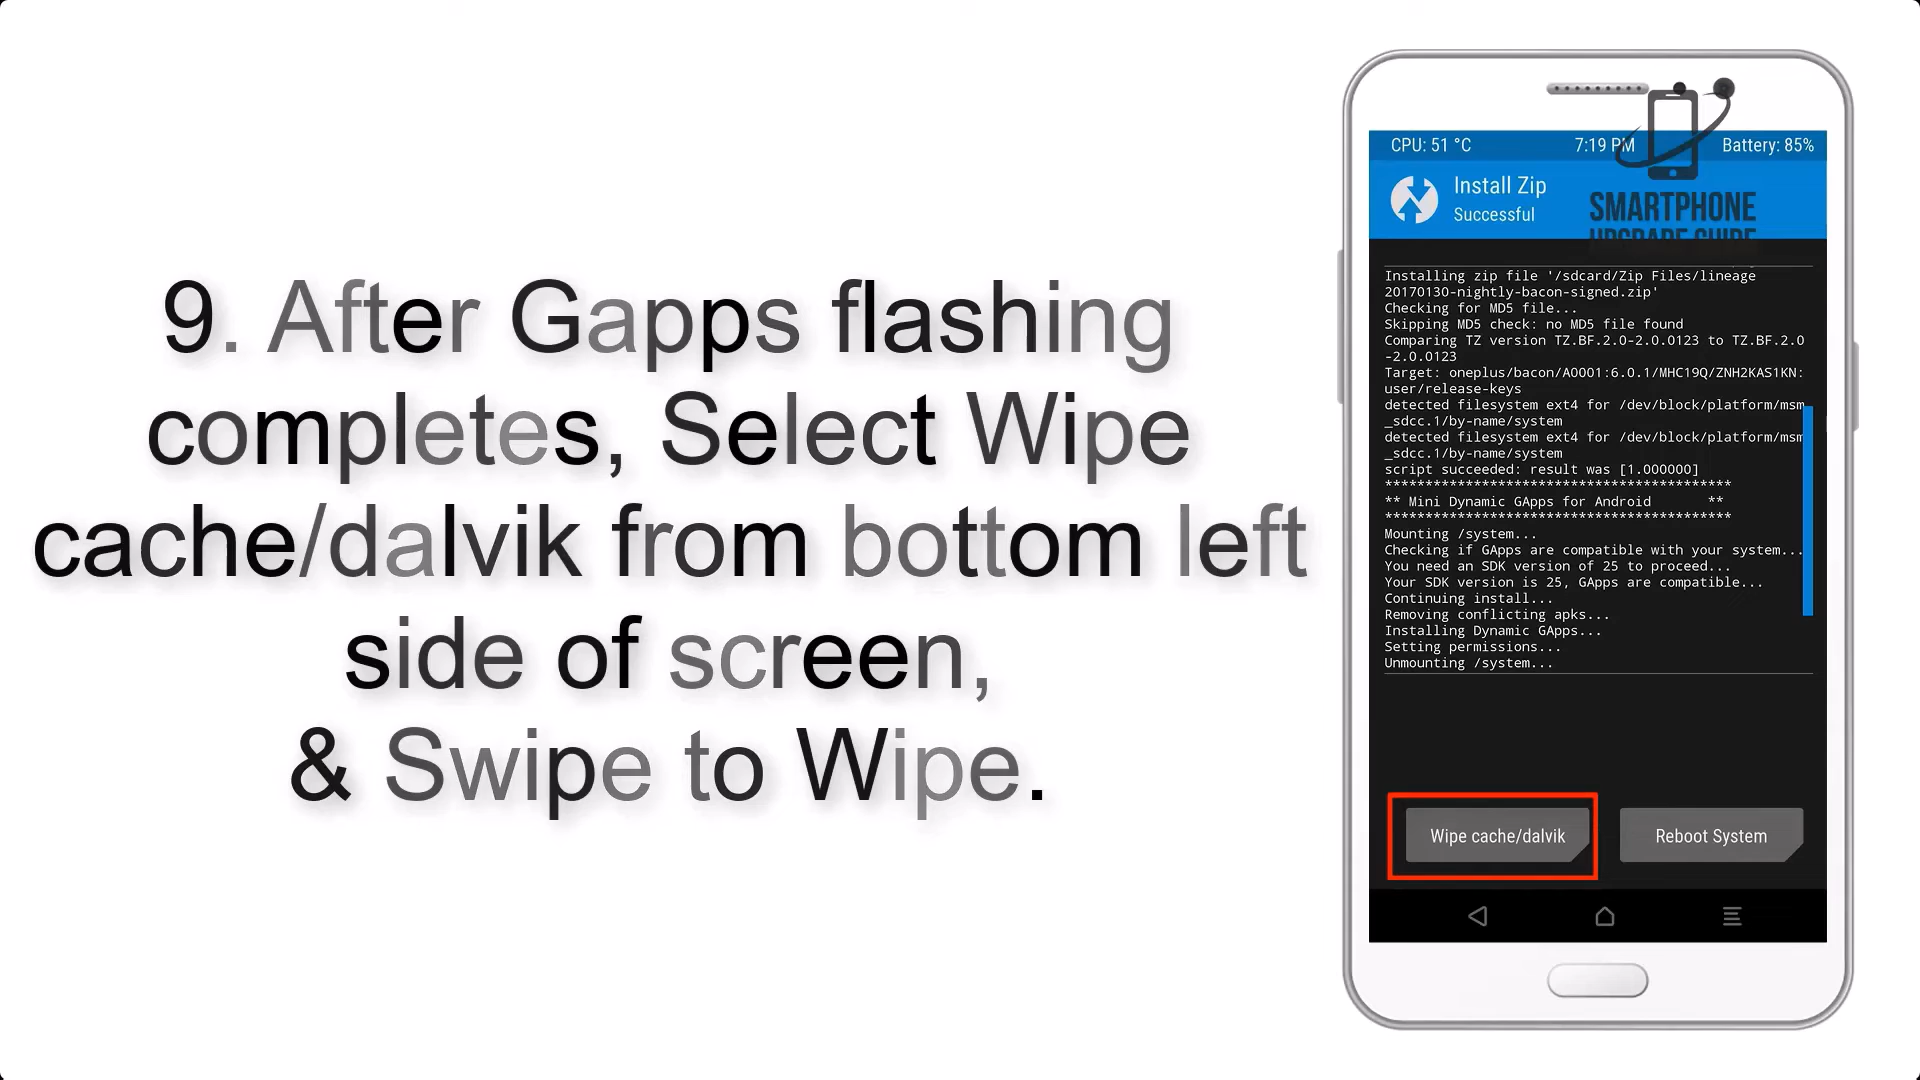 9. After Gapps flashing
completes, Select Wipe
cache/dalvik from bottom left
side of screen,
& Swipe to Wipe.
CPU: 51 °C 7:19 PM Battery: 85%
Install Zip
Successful
SMARTPHONE
UPGRADE GUIDE
Installing zip file '/sdcard/Zip Files/lineage
20170130-nightly-bacon-signed.zip'
Checking for MD5 file...
Skipping MD5 check: no MD5 file found
Comparing TZ version TZ.BF.2.0-2.0.0123 to TZ.BF.2.0
-2.0.0123
Target: oneplus/bacon/A0001:6.0.1/MHC19Q/ZNH2KAS1KN:
user/release-keys
detected filesystem ext4 for /dev/block/platform/msm
_sdcc.1/by-name/system
detected filesystem ext4 for /dev/block/platform/msm
_sdcc.1/by-name/system
script succeeded: result was [1.000000]
*******************************************
** Mini Dynamic GApps for Android **
*******************************************
Mounting /system...
Checking if GApps are compatible with your system...
You need an SDK version of 25 to proceed...
Your SDK version is 25, GApps are compatible...
Continuing install...
Removing conflicting apks...
Installing Dynamic GApps...
Setting permissions...
Unmounting /system...
Wipe cache/dalvik
Reboot System